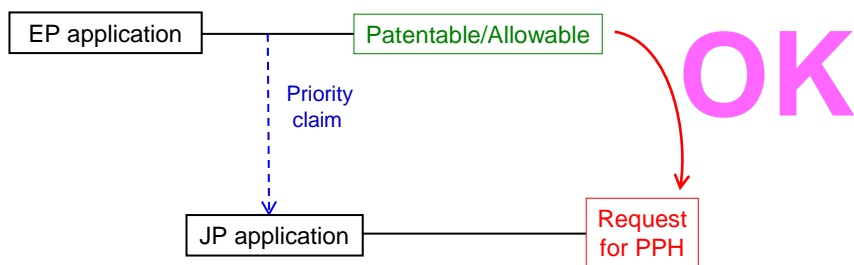 EP application
Patentable/Allowable
OK
Priority
claim
JP application
Request
for PPH